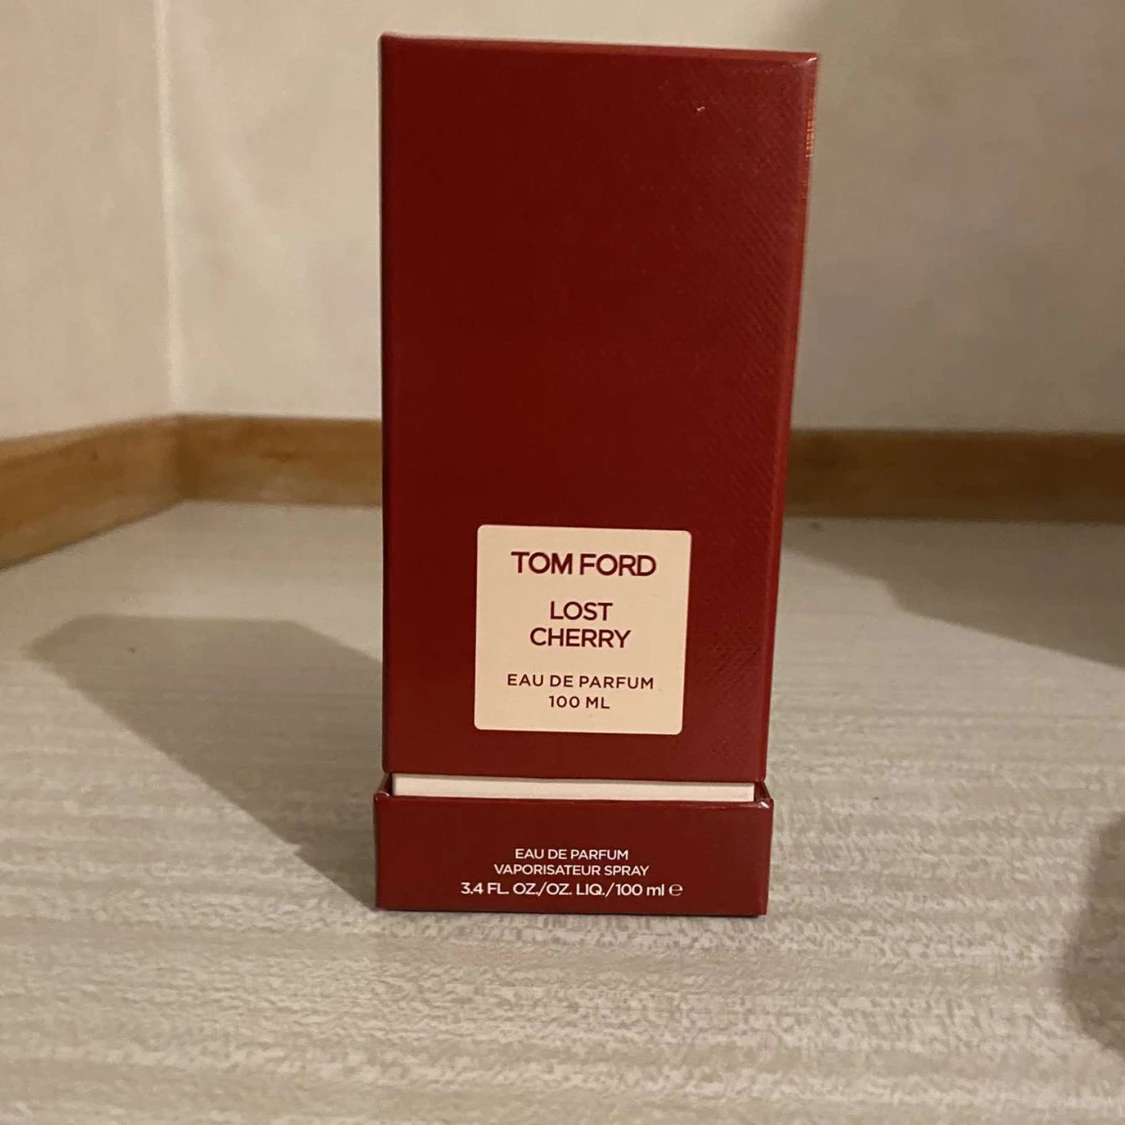 TOM FORD
LOST
CHERRY
EAU DE PARFUM
100 ML
EAU DE PARFUM
VAPORISATEUR SPRAY
3.4 FL. OZ./OZ. LIQ./100 ml ℮